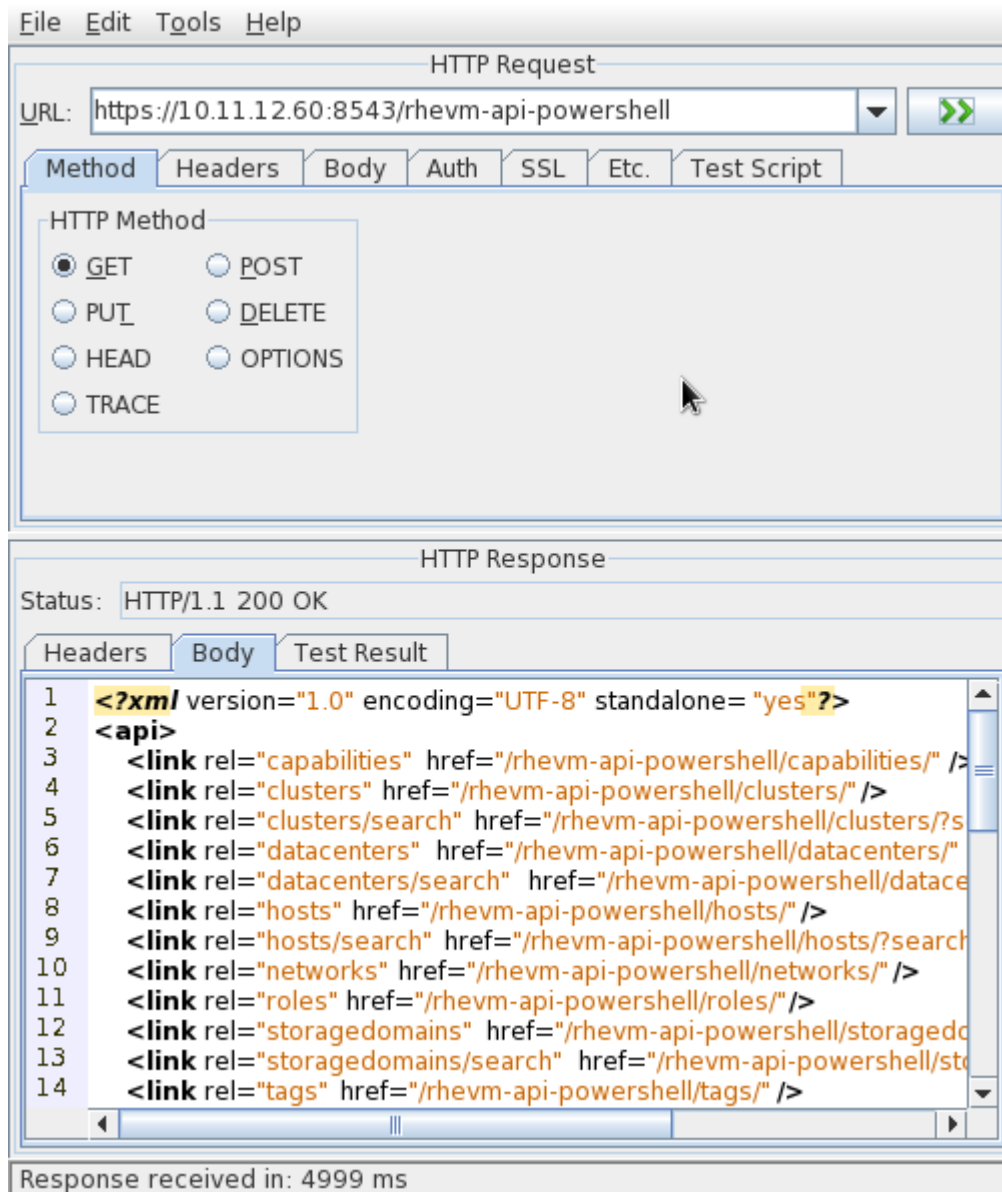 File Edit Tools Help
HTTP Request
URL: https://10.11.12.60:8543/rhevm-api-powershell
Method Headers Body Auth SSL Etc. Test Script
HTTP Method
GET POST
PUT DELETE
HEAD OPTIONS
TRACE
HTTP Response
Status: HTTP/1.1 200 OK
Headers Body Test Result
1 <?xml version="1.0" encoding="UTF-8" standalone= "yes"?>
2 <api>
3 <link rel="capabilities" href="/rhevm-api-powershell/capabilities/" />
4 <link rel="clusters" href="/rhevm-api-powershell/clusters/"/>
5 <link rel="clusters/search" href="/rhevm-api-powershell/clusters/?s
6 <link rel="datacenters" href="/rhevm-api-powershell/datacenters/"
7 <link rel="datacenters/search" href="/rhevm-api-powershell/datace
8 <link rel="hosts" href="/rhevm-api-powershell/hosts/"/>
9 <link rel="hosts/search" href="/rhevm-api-powershell/hosts/?search
10 <link rel="networks" href="/rhevm-api-powershell/networks/"/>
11 <link rel="roles" href="/rhevm-api-powershell/roles/"/>
12 <link rel="storagedomains" href="/rhevm-api-powershell/storagedo
13 <link rel="storagedomains/search" href="/rhevm-api-powershell/sto
14 <link rel="tags" href="/rhevm-api-powershell/tags/" />
Response received in: 4999 ms